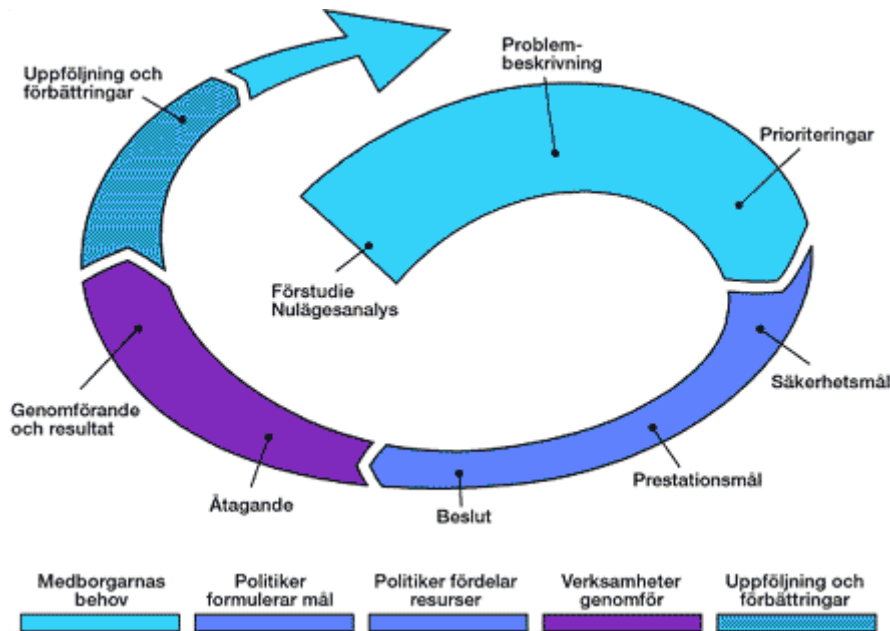 Problem-
beskrivning
Uppföljning och
förbättringar
Prioriteringar
Förstudie
Nulägesanalys
Säkerhetsmål
Genomförande
och resultat
Prestationsmål
Åtagande
Beslut
Medborgarnas
behov
Politiker
formulerar mål
Politiker fördelar
resurser
Verksamheter
genomför
Uppföljning och
förbättringar